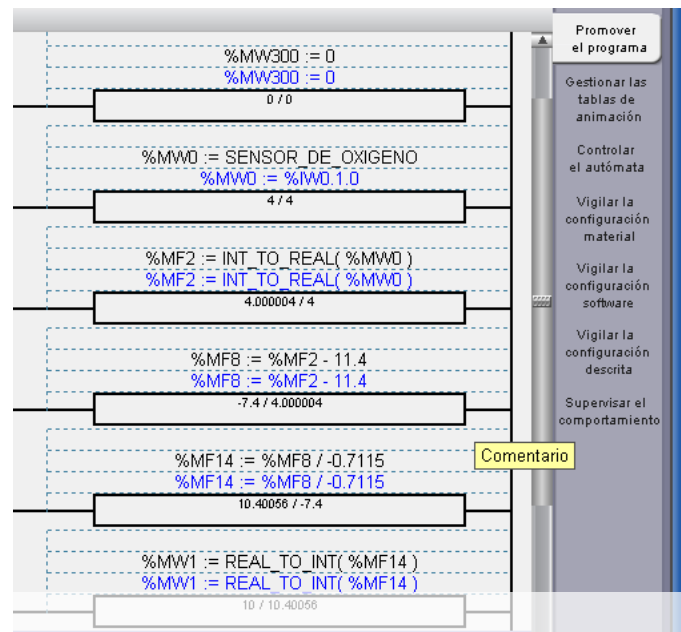 %MW300 := 0
%MW300 := 0
0 / 0
%MW0 := SENSOR_DE_OXIGENO
%MW0 := %IW0.1.0
4 / 4
%MF2 := INT_TO_REAL( %MW0 )
%MF2 := INT_TO_REAL( %MW0 )
4.000004 / 4
%MF8 := %MF2 - 11.4
%MF8 := %MF2 - 11.4
-7.4 / 4.000004
%MF14 := %MF8 / -0.7115
%MF14 := %MF8 / -0.7115
10.40056 / -7.4
%MW1 := REAL_TO_INT( %MF14 )
%MW1 := REAL_TO_INT( %MF14 )
10 / 10.40056
Comentario
Promover
el programa
Gestionar las
tablas de
animación
Controlar
el autómata
Vigilar la
configuración
material
Vigilar la
configuración
software
Vigilar la
configuración
descrita
Supervisar el
comportamiento